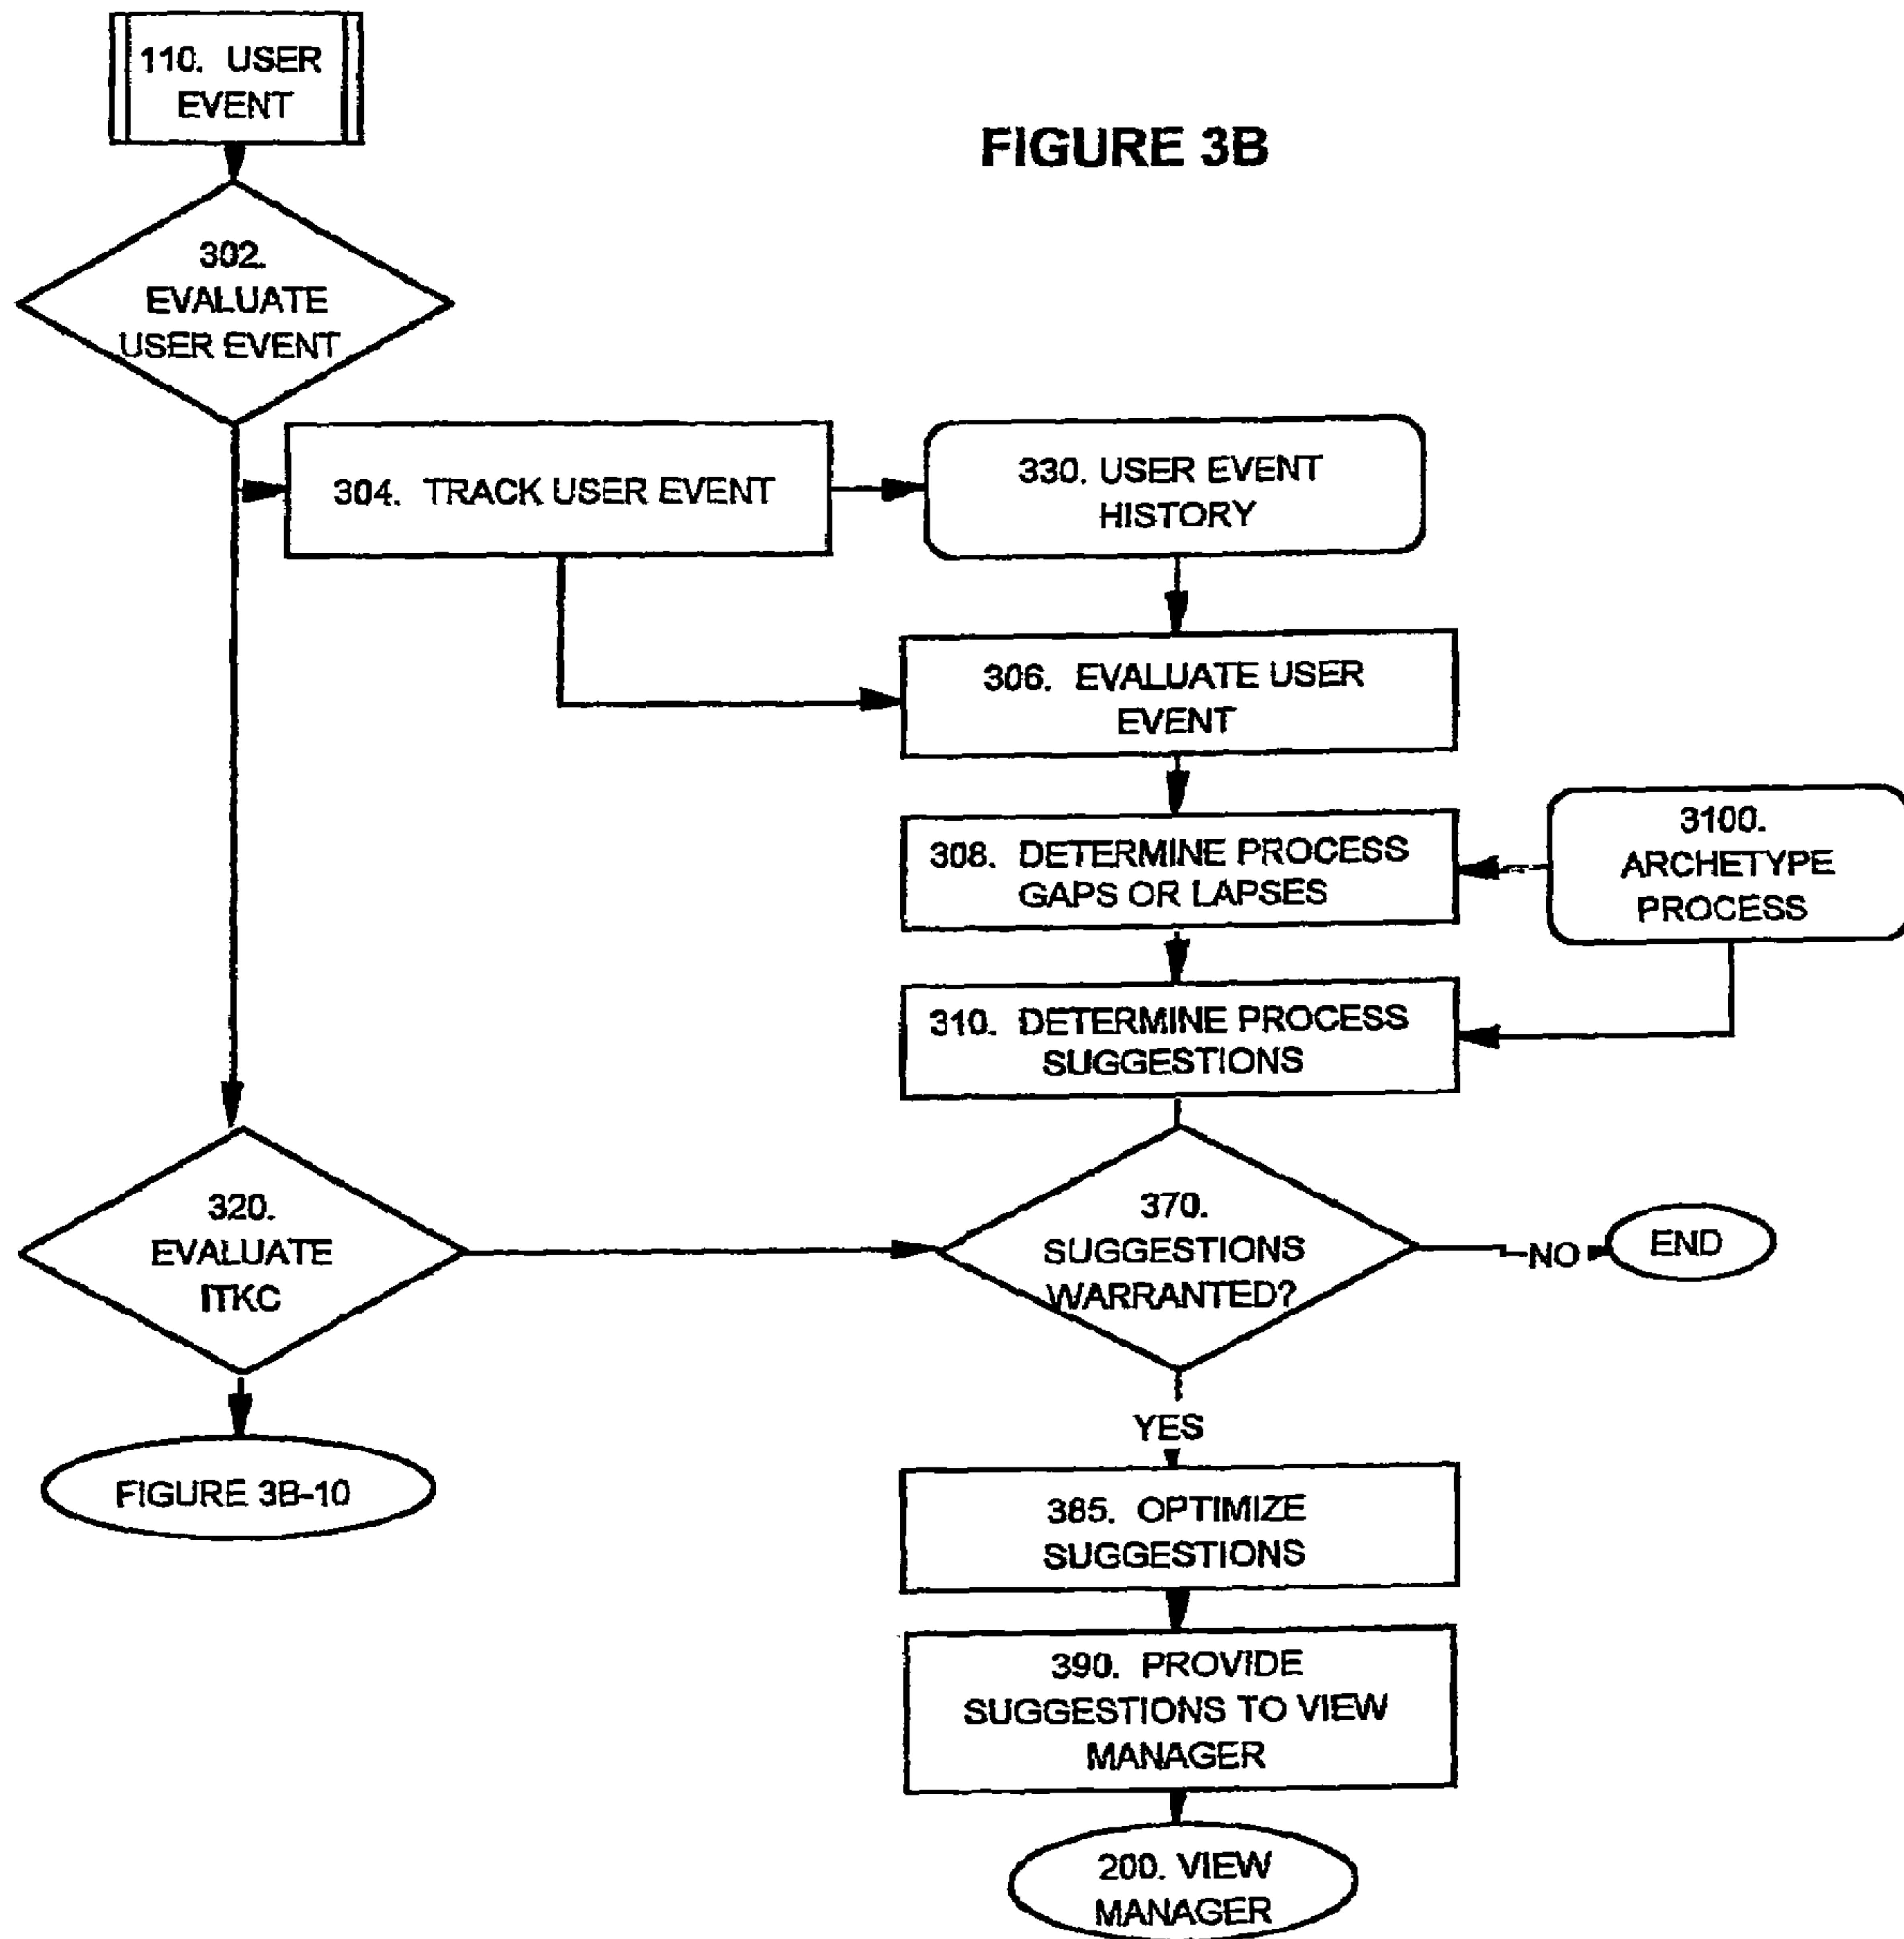 110. USER
EVENT
FIGURE 3B
302.
EVALUATE
USER EVENT
304. TRACK USER EVENT
330. USER EVENT
HISTORY
306. EVALUATE USER
EVENT
308. DETERMINE PROCESS
GAPS OR LAPSES
3100.
ARCHETYPE
PROCESS
310. DETERMINE PROCESS
SUGGESTIONS
320.
EVALUATE
ITKC
370.
SUGGESTIONS
WARRANTED?
NO
END
YES
FIGURE 3B-10
385. OPTIMIZE
SUGGESTIONS
390. PROVIDE
SUGGESTIONS TO VIEW
MANAGER
200. VIEW
MANAGER